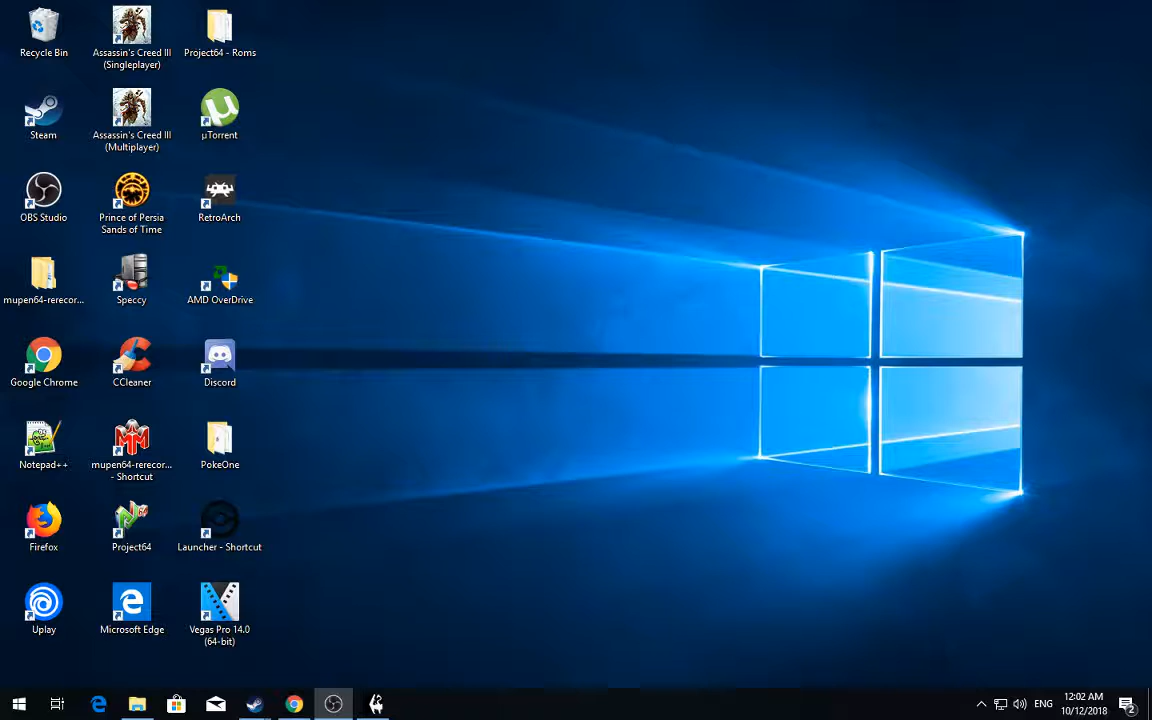 Recycle Bin
Assassin's Creed III
(Singleplayer)
Project64 - Roms
Steam
Assassin's Creed III
(Multiplayer)
µTorrent
OBS Studio
Prince of Persia
Sands of Time
RetroArch
mupen64-rerecor...
Speccy
AMD OverDrive
Google Chrome
CCleaner
Discord
Notepad++
mupen64-rerecor...
- Shortcut
PokeOne
Firefox
Project64
Launcher - Shortcut
Uplay
Microsoft Edge
Vegas Pro 14.0
(64-bit)
ENG
12:02 AM
10/12/2018
2